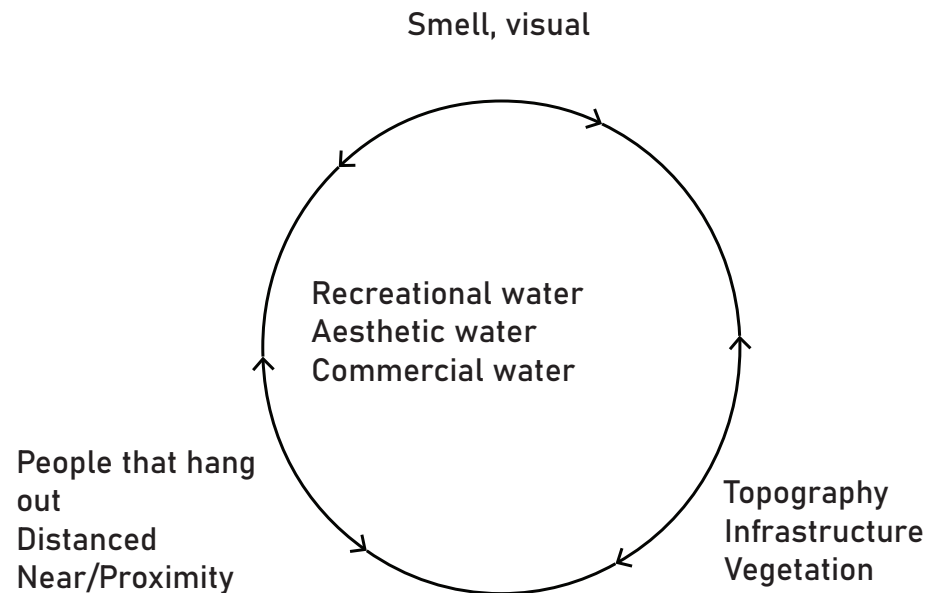 Smell, visual
Recreational water
Aesthetic water
Commercial water
People that hang
out
Distanced
Near/Proximity
Topography
Infrastructure
Vegetation